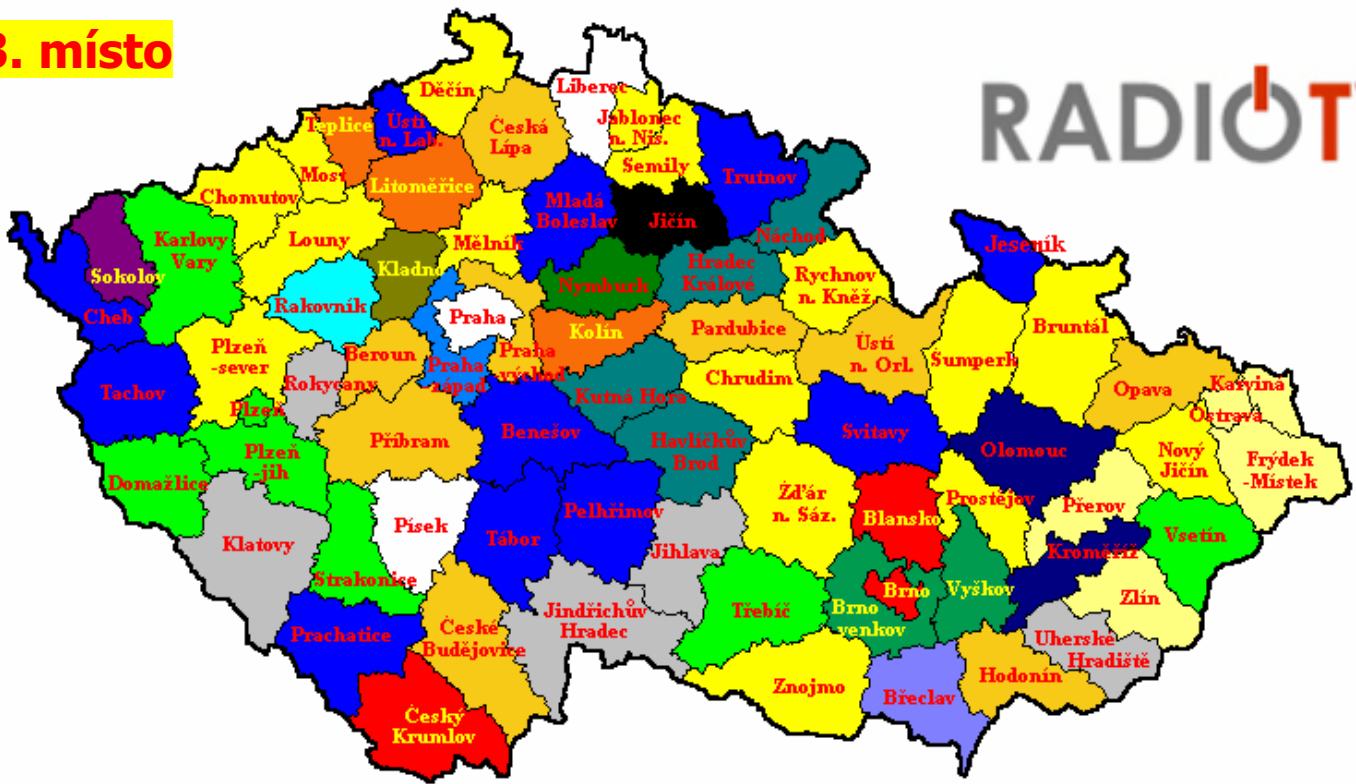 3. místo
RADIOT
Děčín
Liberec
Teplice
Ústí
n. Lab.
Česká
Lípa
Jablonec
n. Nis.
Semily
Most
Trutnov
Chomutov
Litoměřice
Mladá
Boleslav
Jičín
Karlovy
Vary
Louny
Mělník
Náchod
Jeseník
Sokolov
Kladno
Nymburk
Hradec
Králové
Rychnov
n. Kněž.
Cheb
Rakovník
Praha
Kolín
Pardubice
Ústí
n. Orl.
Šumperk
Bruntál
Plzeň
-sever
Beroun
Praha
-západ
Praha
-východ
Tachov
Rokycany
Chrudim
Opava
Karviná
Ostrava
Plzeň
Kutná Hora
Příbram
Benešov
Havlíčkův
Brod
Svitavy
Olomouc
Nový
Jičín
Frýdek
-Místek
Domažlice
Plzeň
-jih
Žďár
n. Sáz.
Prostějov
Přerov
Písek
Pelhřimov
Blansko
Vsetín
Klatovy
Tábor
Jihlava
Kroměříž
Strakonice
Třebíč
Brno
venkov
Brno
Vyškov
Zlín
Prachatice
České
Budějovice
Jindřichův
Hradec
Uherské
Hradiště
Znojmo
Břeclav
Hodonín
Český
Krumlov